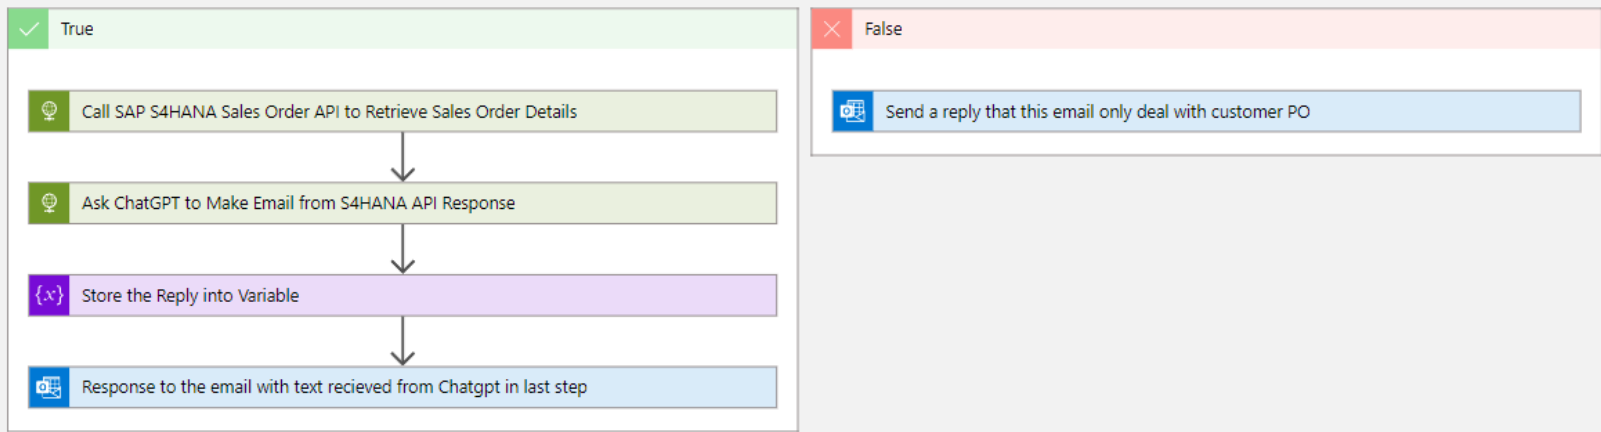 True
Call SAP S4HANA Sales Order API to Retrieve Sales Order Details
Ask ChatGPT to Make Email from S4HANA API Response
{x} Store the Reply into Variable
Response to the email with text recieved from Chatgpt in last step
False
Send a reply that this email only deal with customer PO